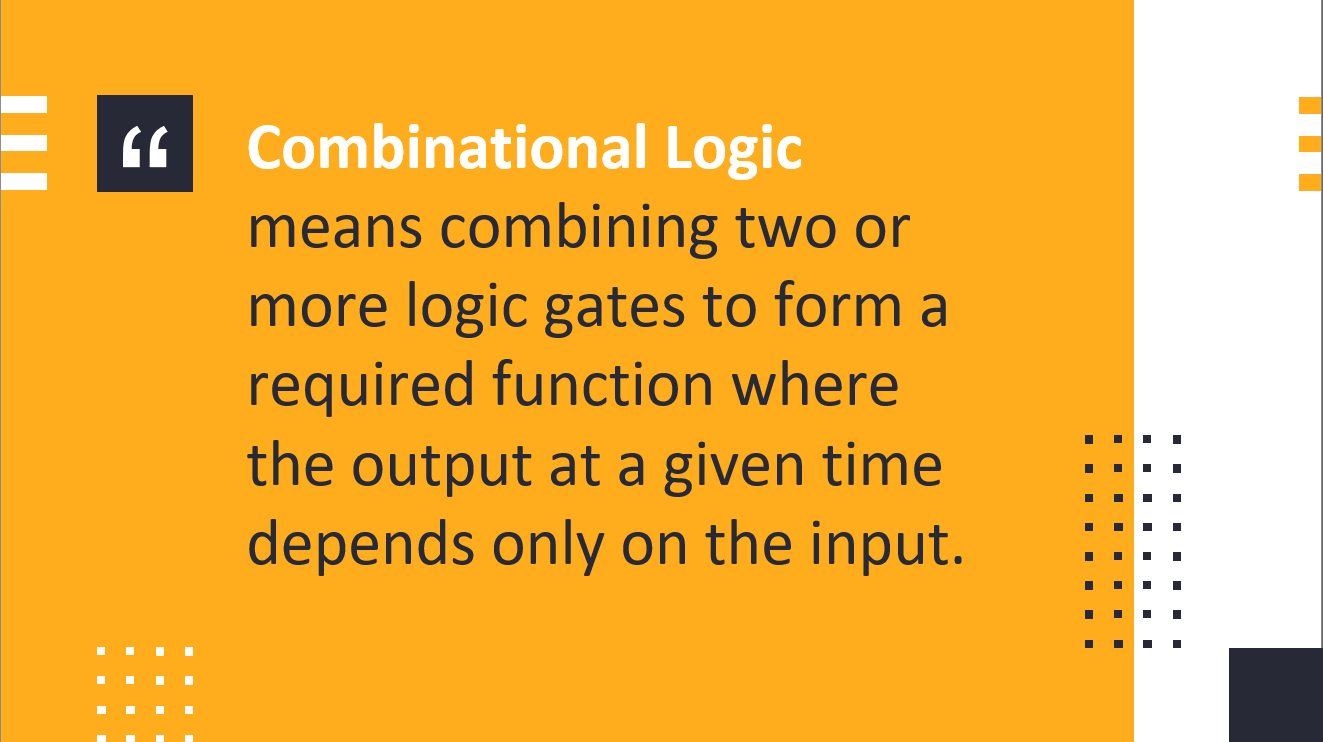 “
Combinational Logic
means combining two or
more logic gates to form a
required function where
the output at a given time
depends only on the input.